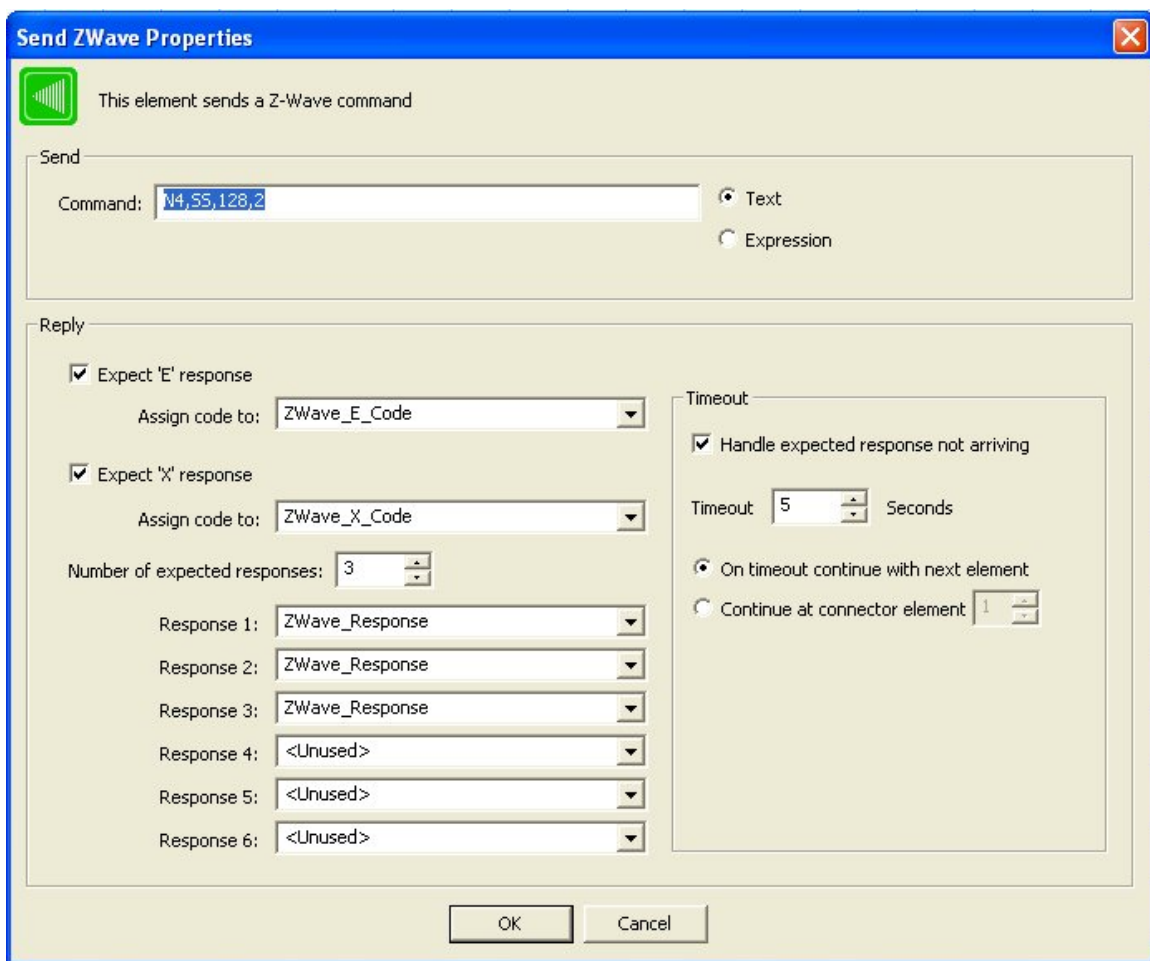 Send ZWave Properties
This element sends a Z-Wave command
Send
Command: N4,S5,128,2
Text
Expression
Reply
Expect 'E' response
Assign code to: ZWave_E_Code
Expect 'X' response
Assign code to: ZWave_X_Code
Number of expected responses: 3
Response 1: ZWave_Response
Response 2: ZWave_Response
Response 3: ZWave_Response
Response 4: <Unused>
Response 5: <Unused>
Response 6: <Unused>
Timeout
Handle expected response not arriving
Timeout 5 Seconds
On timeout continue with next element
Continue at connector element 1
OK Cancel